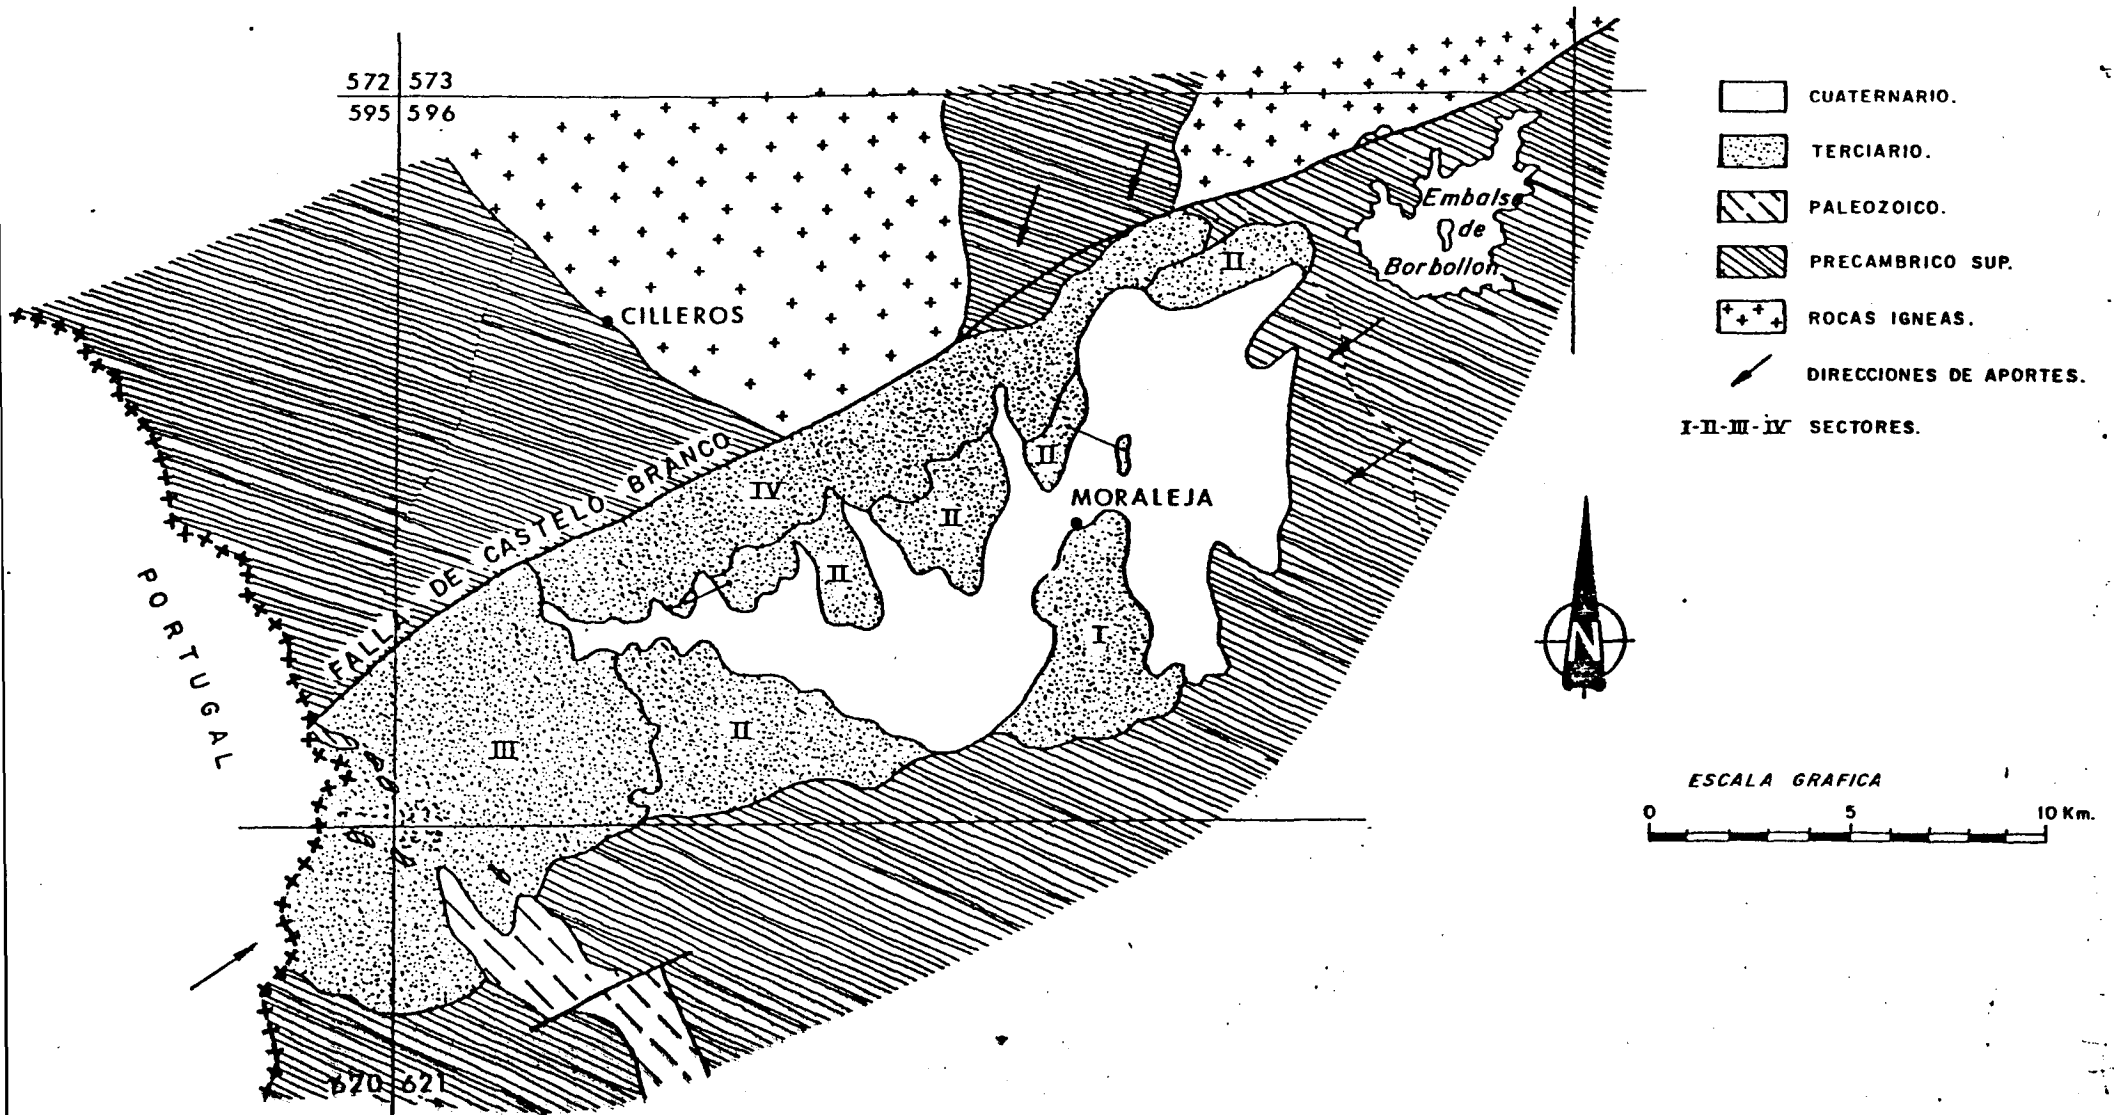 572 573
595 596
CILLEROS
FALLA DE CASTELO BRANCO
PORTUGAL
Embalse
de
Borbollon
II
II
IV
II
MORALEJA
II
I
II
III
620 621
CUATERNARIO.
TERCIARIO.
PALEOZOICO.
PRECAMBRICO SUP.
ROCAS IGNEAS.
DIRECCIONES DE APORTES.
I-II-III-IV SECTORES.
N
ESCALA GRAFICA
0 5 10 Km.